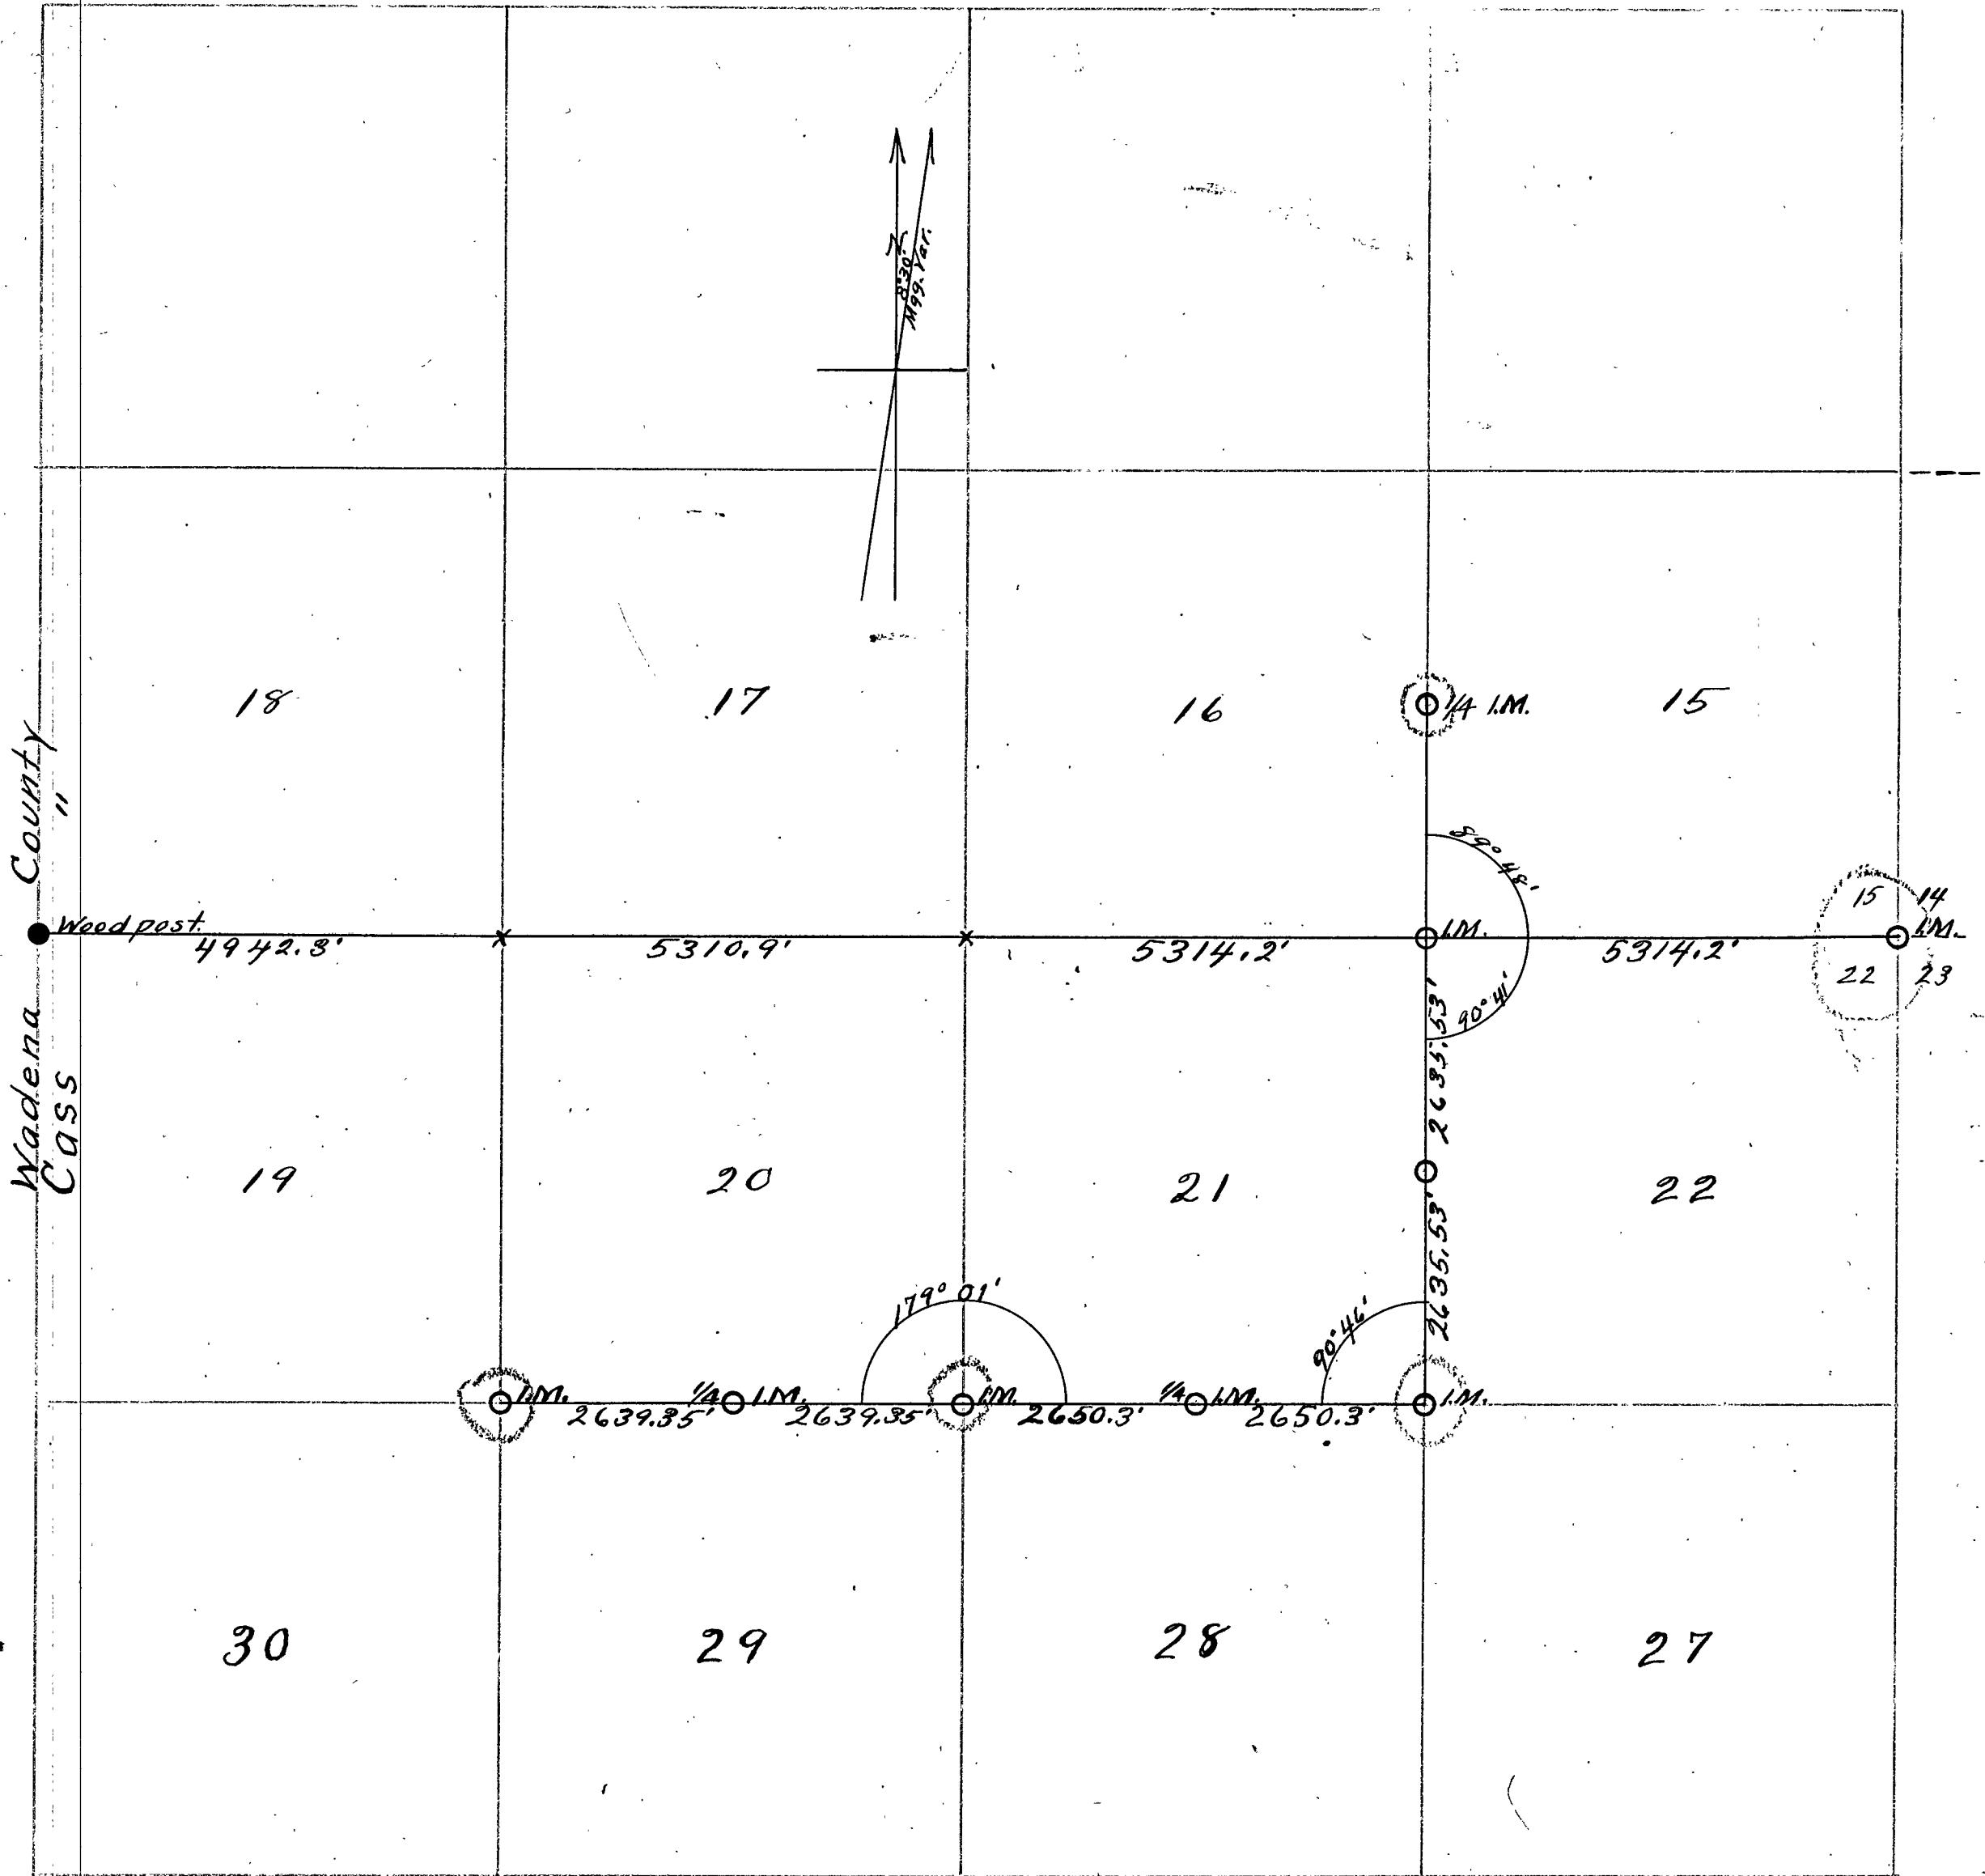 N
8°30'
Mag. Var.
18
17
16
1/4 I.M.
15
Wadena County
Cass "
89°48'
15 14
Wood post.
I.M.
I.M.
4942.8'
5310.9'
5314.2'
5314.2'
22 23
90°41'
2635.53'
19
20
21
22
2635.53'
179°01'
90°46'
I.M.
1/4 I.M.
I.M.
1/4 I.M.
I.M.
2639.35'
2639.35'
2650.3'
2650.3'
30
29
28
27